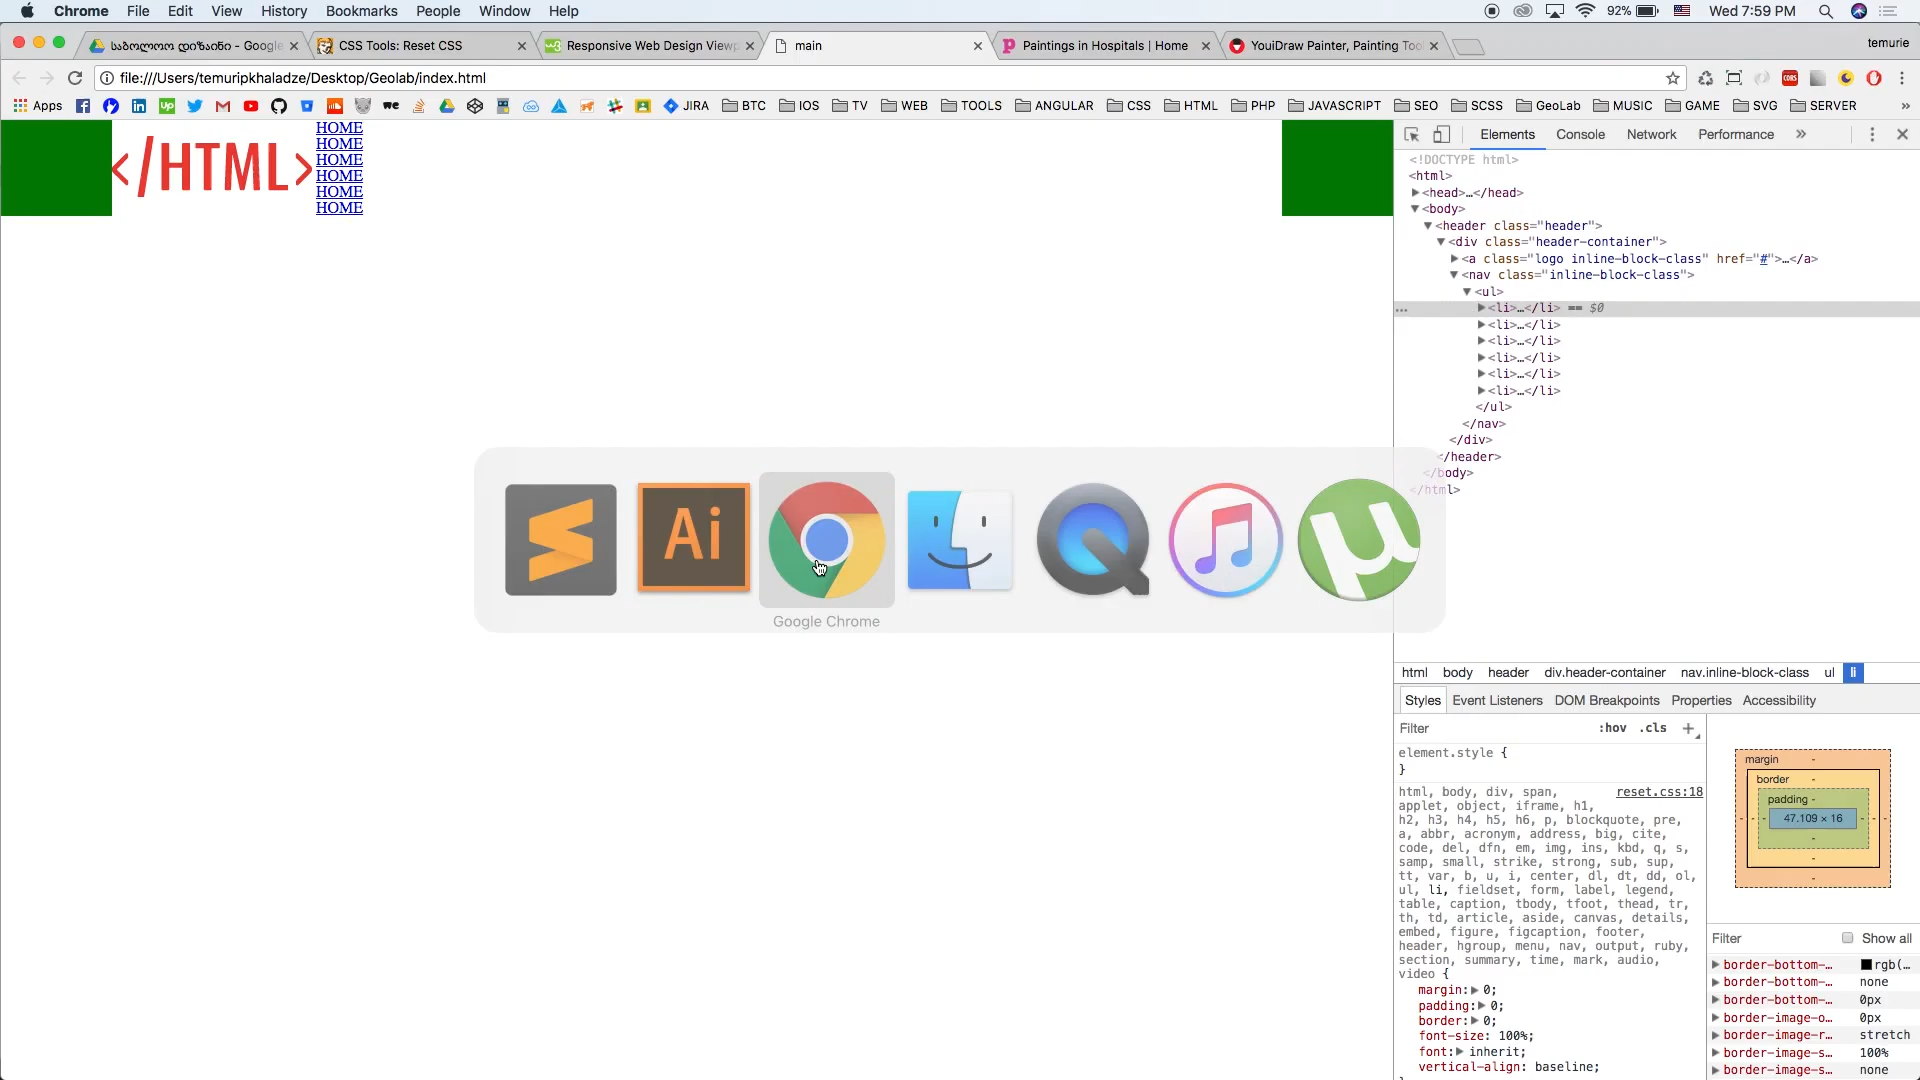 Chrome File Edit View History Bookmarks People Window Help 92% Wed 7:59 PM
საბოლოო დიზაინი - Google CSS Tools: Reset CSS Responsive Web Design Viewp main Paintings in Hospitals | Home YouiDraw Painter, Painting Too temurie
file:///Users/temuripkhaladze/Desktop/Geolab/index.html CORS
Apps JIRA BTC IOS TV WEB TOOLS ANGULAR CSS HTML PHP JAVASCRIPT SEO SCSS GeoLab MUSIC GAME SVG SERVER »
</HTML>
HOME
HOME
HOME
HOME
HOME
HOME
Elements Console Network Performance »
<!DOCTYPE html>
<html>
<head>…</head>
<body>
<header class="header">
<div class="header-container">
<a class="logo inline-block-class" href="#">…</a>
<nav class="inline-block-class">
<ul>
… <li>…</li> == $0
<li>…</li>
<li>…</li>
<li>…</li>
<li>…</li>
<li>…</li>
</ul>
</nav>
</div>
</header>
</body>
</html>
Ai
Google Chrome
html body header div.header-container nav.inline-block-class ul li
Styles Event Listeners DOM Breakpoints Properties Accessibility
Filter :hov .cls +
element.style {
}
html, body, div, span, reset.css:18
applet, object, iframe, h1,
h2, h3, h4, h5, h6, p, blockquote, pre,
a, abbr, acronym, address, big, cite,
code, del, dfn, em, img, ins, kbd, q, s,
samp, small, strike, strong, sub, sup,
tt, var, b, u, i, center, dl, dt, dd, ol,
ul, li, fieldset, form, label, legend,
table, caption, tbody, tfoot, thead, tr,
th, td, article, aside, canvas, details,
embed, figure, figcaption, footer,
header, hgroup, menu, nav, output, ruby,
section, summary, time, mark, audio,
video {
margin: 0;
padding: 0;
border: 0;
font-size: 100%;
font: inherit;
vertical-align: baseline;
margin -
border -
padding -
47.109 × 16
Filter Show all
border-bottom-… rgb(…
border-bottom-… none
border-bottom-… 0px
border-image-o… 0px
border-image-r… stretch
border-image-s… 100%
border-image-s… none